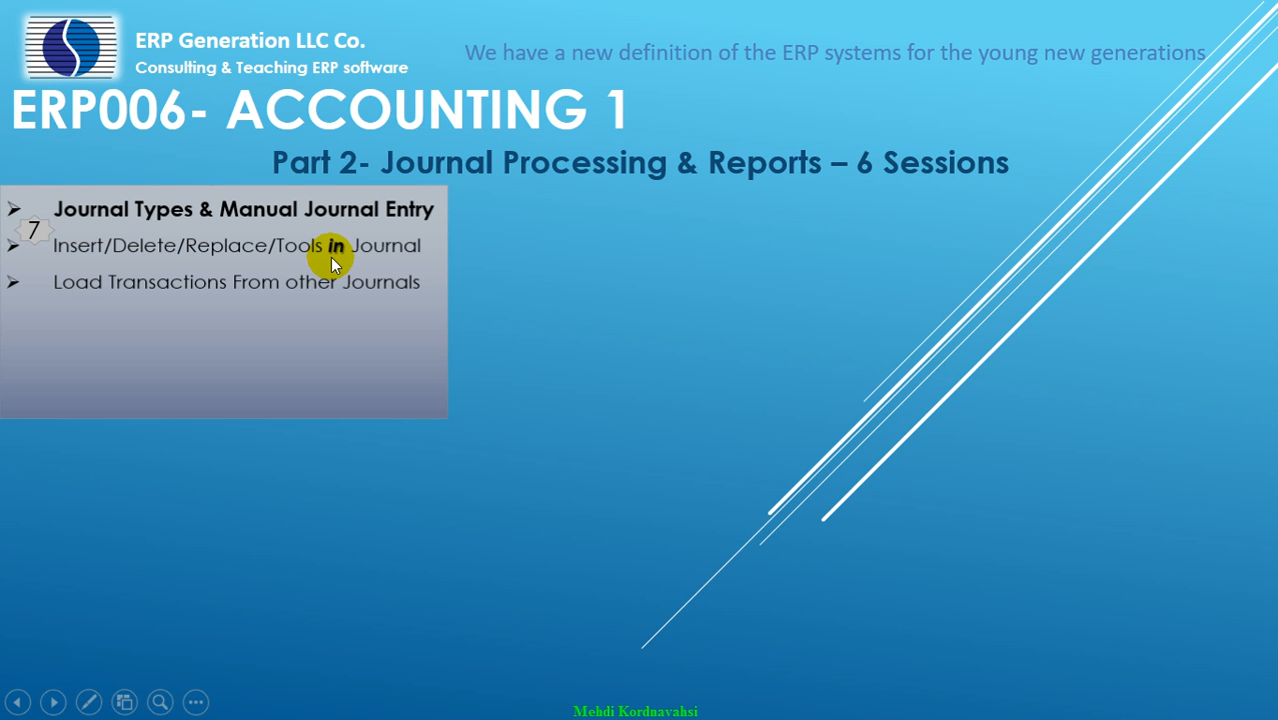 ERP Generation LLC Co.
Consulting & Teaching ERP software
We have a new definition of the ERP systems for the young new generations
ERP006- ACCOUNTING 1
Part 2- Journal Processing & Reports – 6 Sessions
Journal Types & Manual Journal Entry
7
Insert/Delete/Replace/Tools in Journal
Load Transactions From other Journals
Mehdi Kordnavahsi